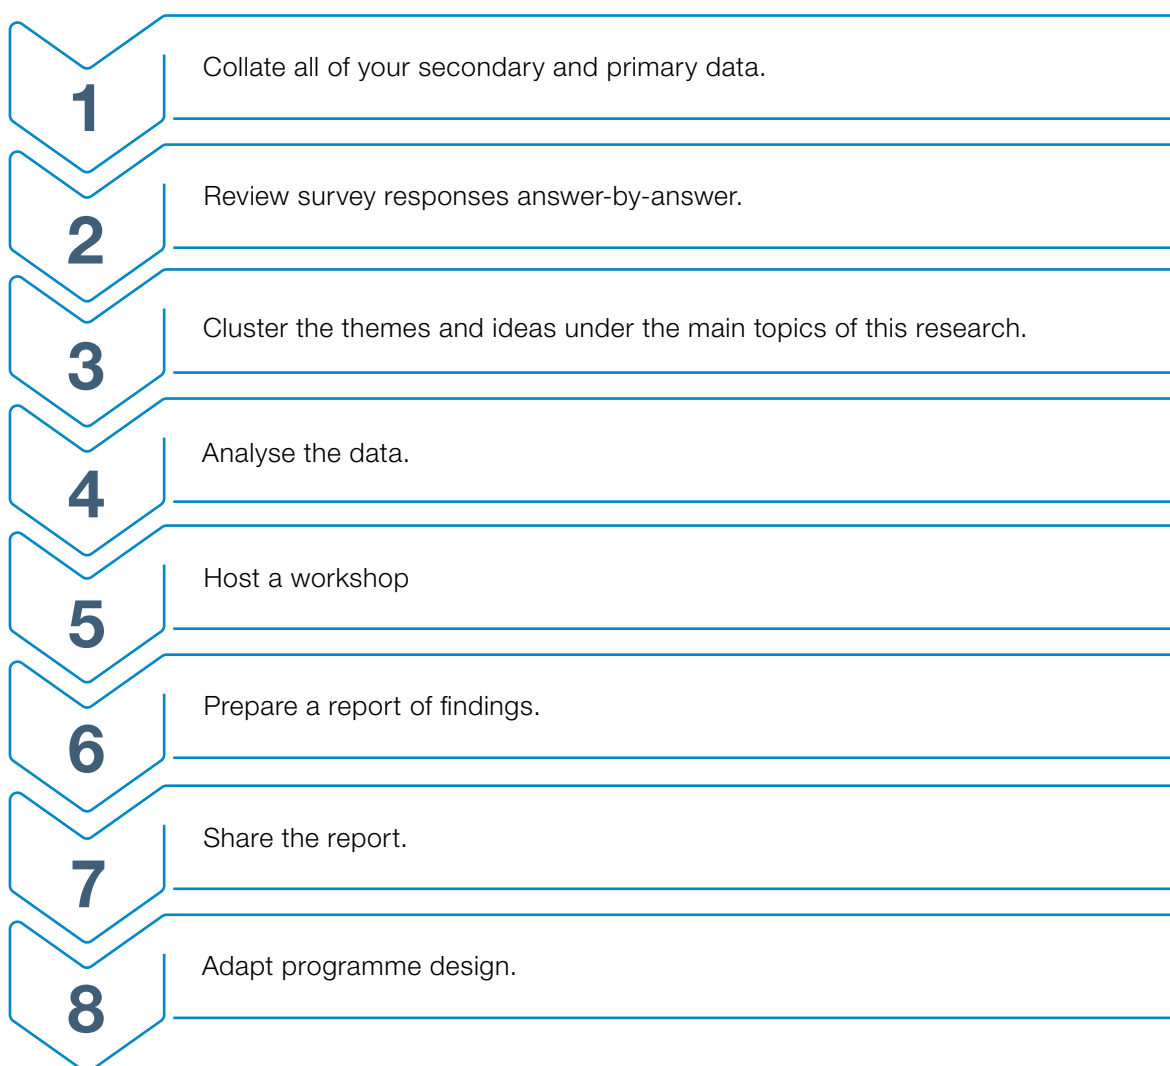 1
Collate all of your secondary and primary data.
2
Review survey responses answer-by-answer.
3
Cluster the themes and ideas under the main topics of this research.
4
Analyse the data.
5
Host a workshop
6
Prepare a report of findings.
7
Share the report.
8
Adapt programme design.